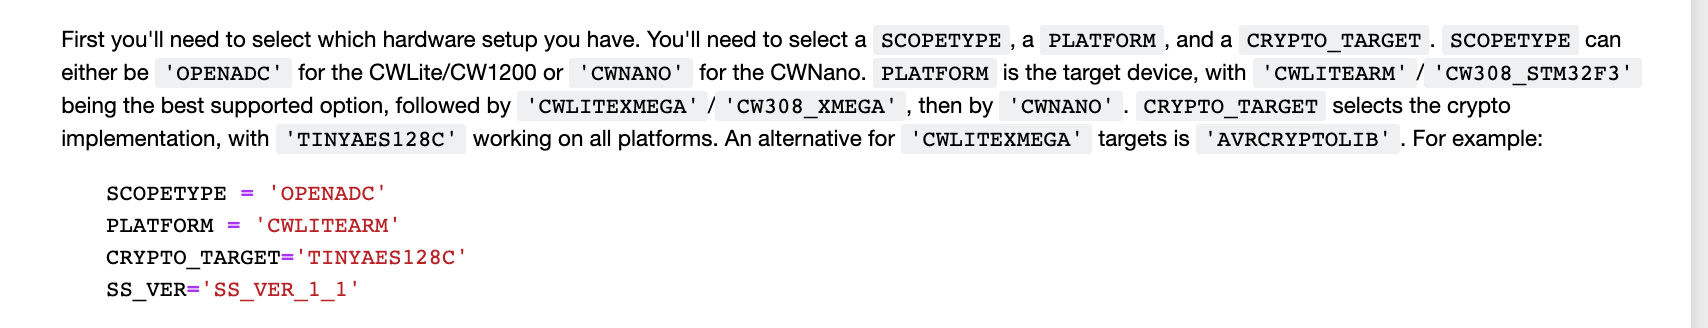 First you'll need to select which hardware setup you have. You'll need to select a SCOPETYPE , a PLATFORM , and a CRYPTO_TARGET . SCOPETYPE can
either be 'OPENADC' for the CWLite/CW1200 or 'CWNANO' for the CWNano. PLATFORM is the target device, with 'CWLITEARM' / 'CW308_STM32F3'
being the best supported option, followed by 'CWLITEXMEGA' / 'CW308_XMEGA' , then by 'CWNANO' . CRYPTO_TARGET selects the crypto
implementation, with 'TINYAES128C' working on all platforms. An alternative for 'CWLITEXMEGA' targets is 'AVRCRYPTOLIB' . For example:
SCOPETYPE = 'OPENADC'
PLATFORM = 'CWLITEARM'
CRYPTO_TARGET='TINYAES128C'
SS_VER='SS_VER_1_1'